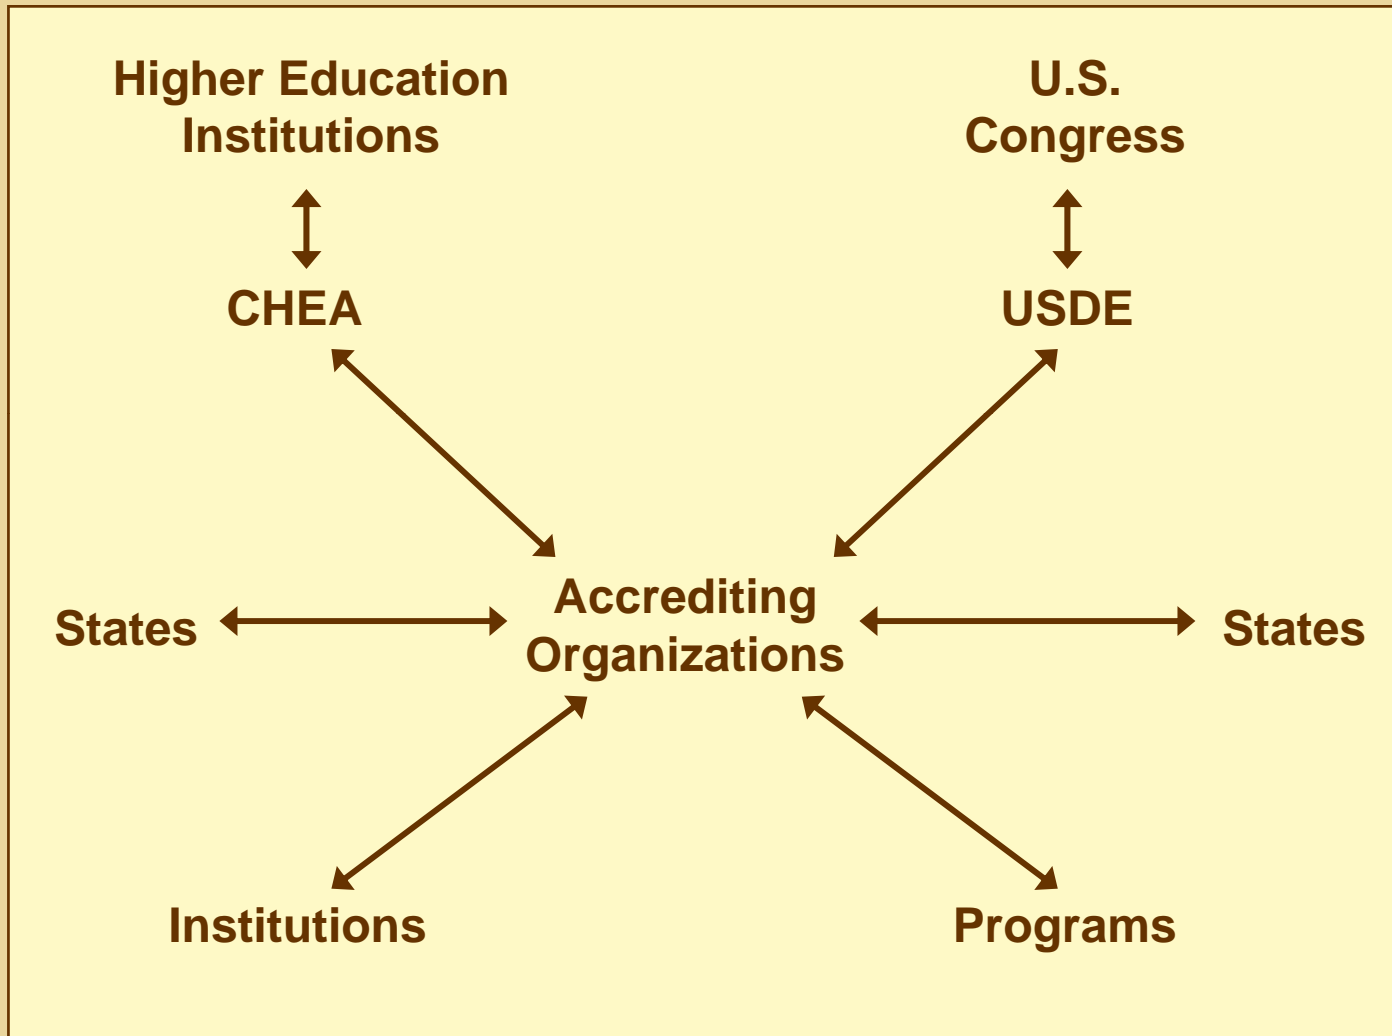 Higher Education
Institutions
U.S.
Congress
CHEA
USDE
States
Accrediting
Organizations
States
Institutions
Programs